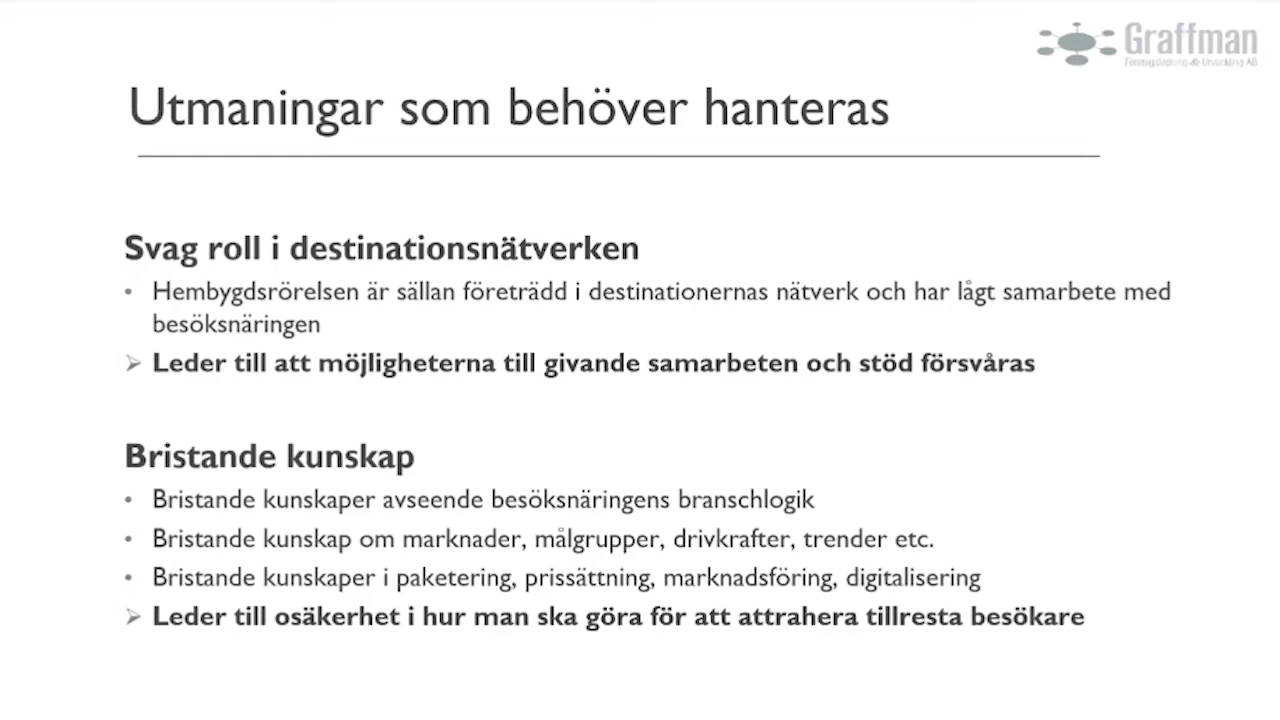 Graffman
Företagsledning & Utveckling AB
Utmaningar som behöver hanteras
Svag roll i destinationsnätverken
• Hembygdsrörelsen är sällan företrädd i destinationernas nätverk och har lågt samarbete med
besöksnäringen
➢ Leder till att möjligheterna till givande samarbeten och stöd försvåras
Bristande kunskap
• Bristande kunskaper avseende besöksnäringens branschlogik
• Bristande kunskap om marknader, målgrupper, drivkrafter, trender etc.
• Bristande kunskaper i paketering, prissättning, marknadsföring, digitalisering
➢ Leder till osäkerhet i hur man ska göra för att attrahera tillresta besökare